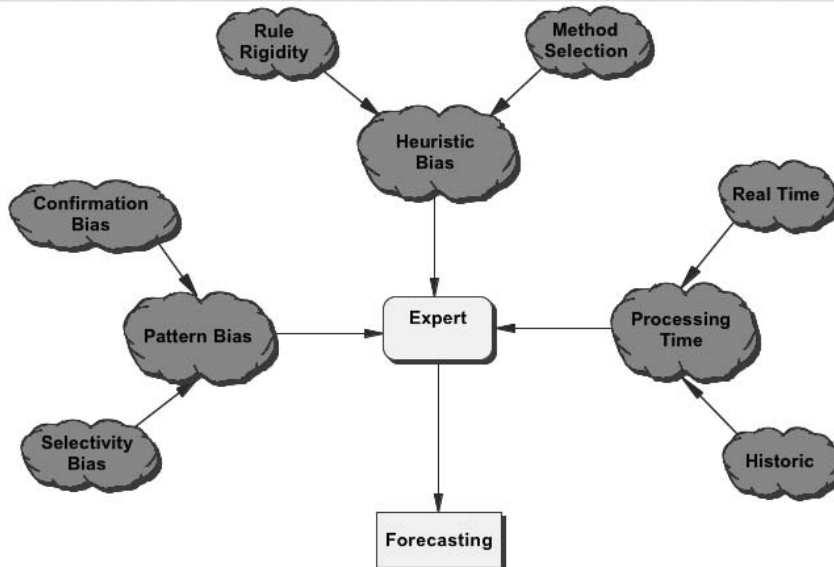 Rule
Rigidity
Method
Selection
Heuristic
Bias
Confirmation
Bias
Real Time
Expert
Pattern Bias
Processing
Time
Selectivity
Bias
Historic
Forecasting